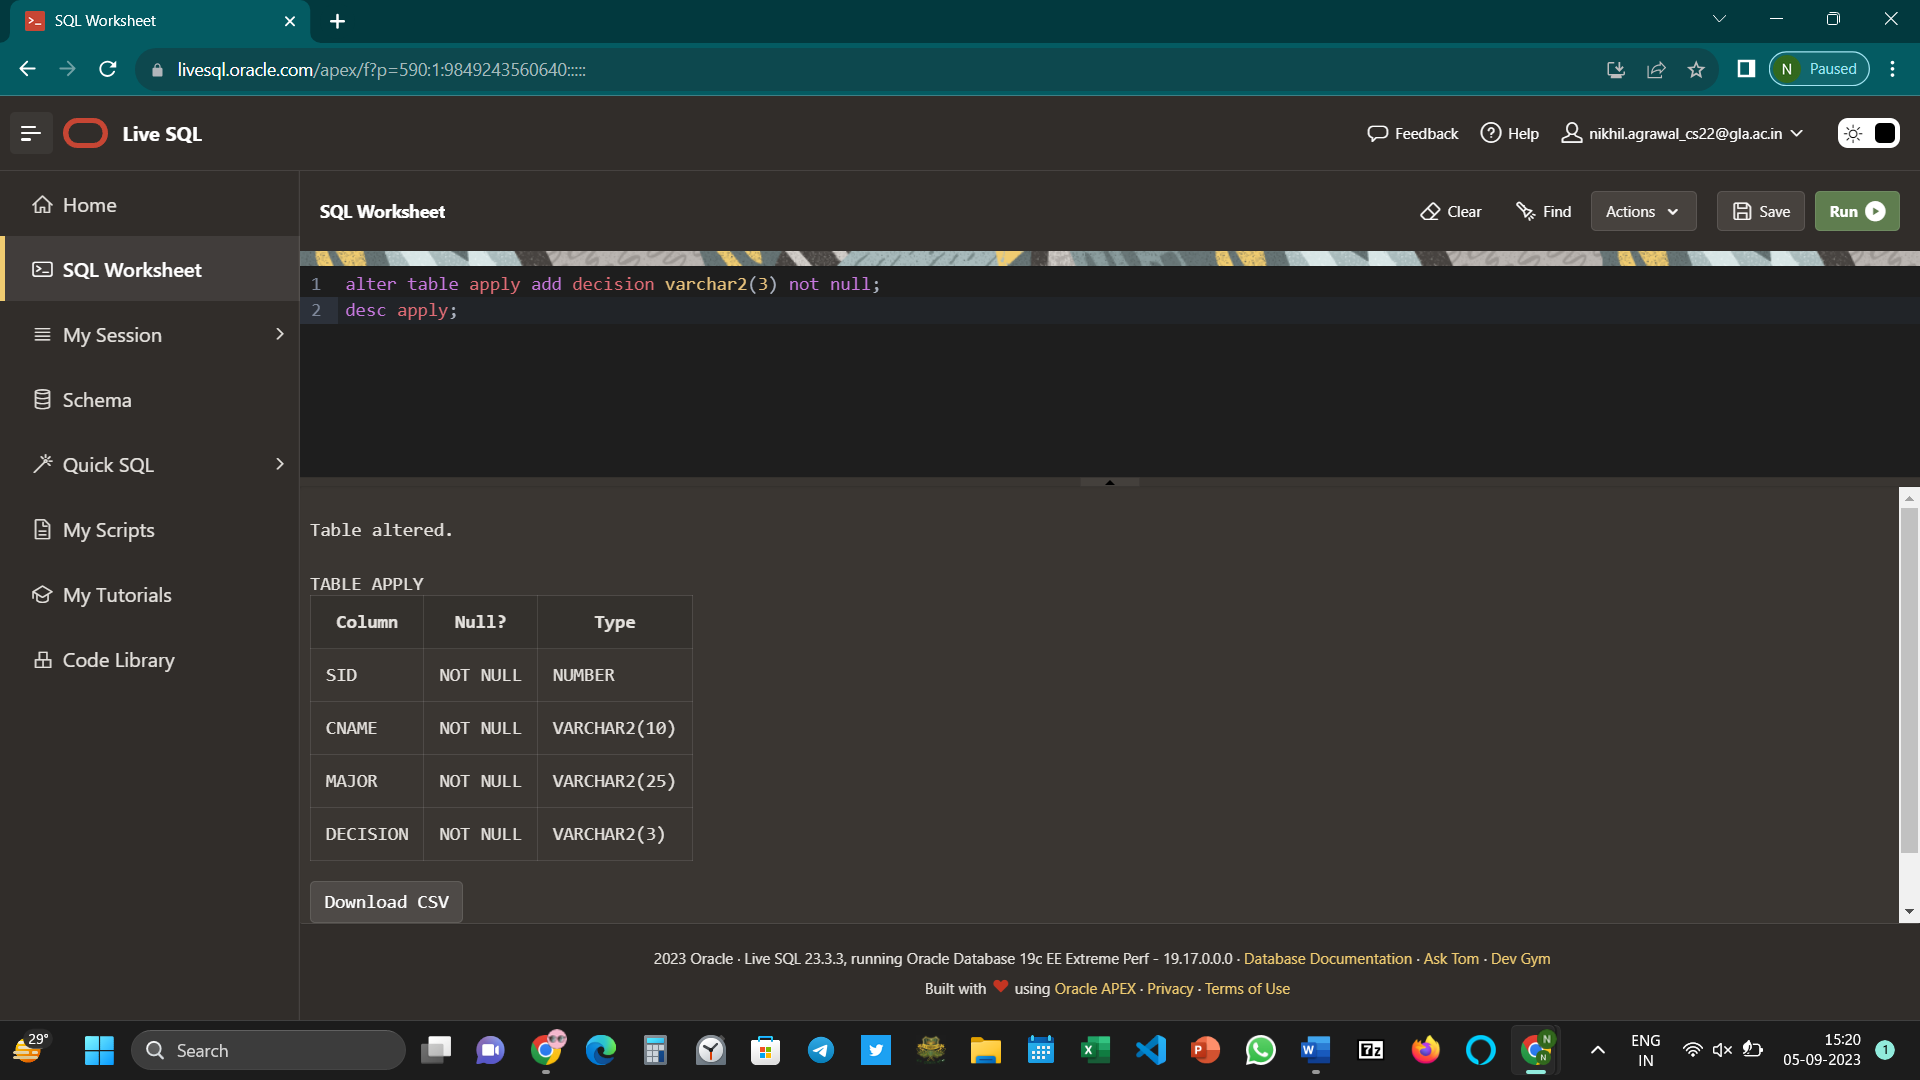 SQL Worksheet
livesql.oracle.com/apex/f?p=590:1:9849243560640:::::
N Paused
Live SQL
Feedback
Help
nikhil.agrawal_cs22@gla.ac.in
Home
SQL Worksheet
My Session
Schema
Quick SQL
My Scripts
My Tutorials
Code Library
SQL Worksheet
Clear
Find
Actions
Save
Run
1 alter table apply add decision varchar2(3) not null;
2 desc apply;
Table altered.
TABLE APPLY
Column Null? Type
SID NOT NULL NUMBER
CNAME NOT NULL VARCHAR2(10)
MAJOR NOT NULL VARCHAR2(25)
DECISION NOT NULL VARCHAR2(3)
Download CSV
2023 Oracle · Live SQL 23.3.3, running Oracle Database 19c EE Extreme Perf - 19.17.0.0.0 · Database Documentation · Ask Tom · Dev Gym
Built with ❤ using Oracle APEX · Privacy · Terms of Use
29°
Search
7z
N
N
ENG
IN
15:20
05-09-2023
1